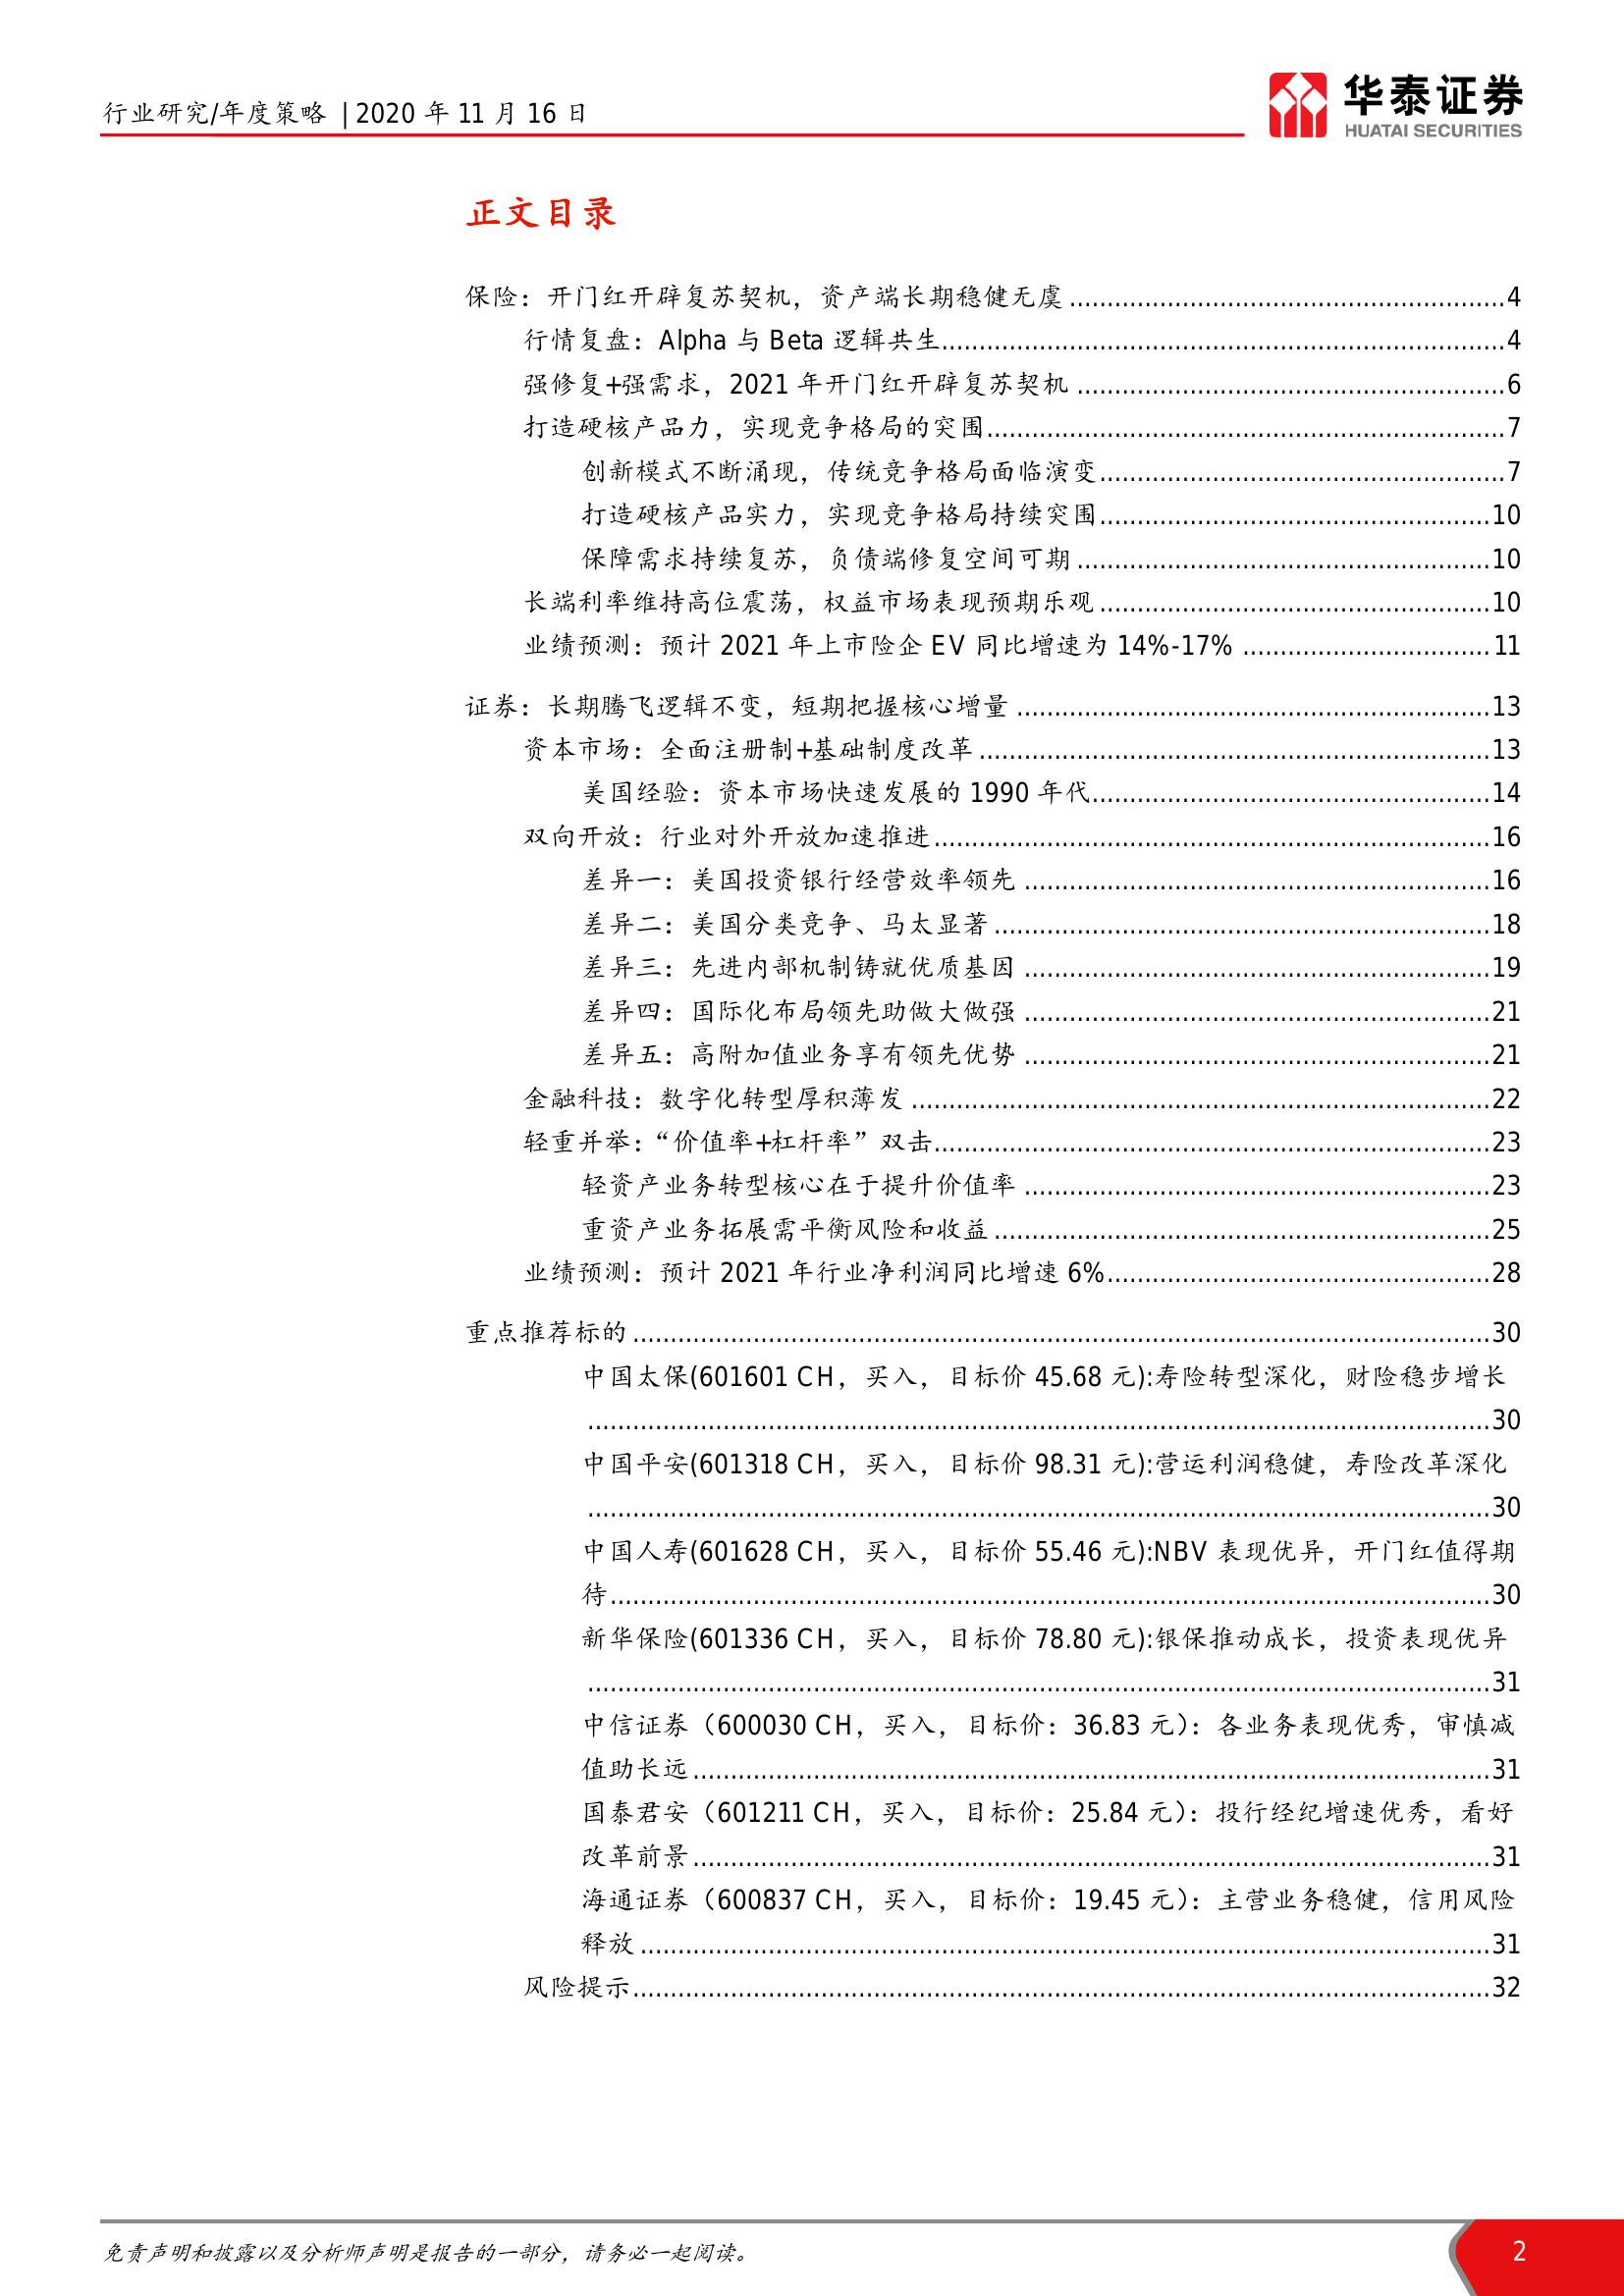 行业研究/年度策略 | 2020 年 11 月 16 日
华泰证券
HUATAI SECURITIES
正文目录
保险：开门红开辟复苏契机，资产端长期稳健无虞 ............................................................4
行情复盘：Alpha 与 Beta 逻辑共生............................................................4
强修复+强需求，2021 年开门红开辟复苏契机 ............................................................6
打造硬核产品力，实现竞争格局的突围............................................................7
创新模式不断涌现，传统竞争格局面临演变............................................................7
打造硬核产品实力，实现竞争格局持续突围............................................................10
保障需求持续复苏，负债端修复空间可期 ............................................................10
长端利率维持高位震荡，权益市场表现预期乐观 ............................................................10
业绩预测：预计 2021 年上市险企 EV 同比增速为 14%-17% ....................................11
证券：长期腾飞逻辑不变，短期把握核心增量 ............................................................13
资本市场：全面注册制+基础制度改革 ............................................................13
美国经验：资本市场快速发展的 1990 年代............................................................14
双向开放：行业对外开放加速推进............................................................16
差异一：美国投资银行经营效率领先 ............................................................16
差异二：美国分类竞争、马太显著 ............................................................18
差异三：先进内部机制铸就优质基因 ............................................................19
差异四：国际化布局领先助做大做强 ............................................................21
差异五：高附加值业务享有领先优势 ............................................................21
金融科技：数字化转型厚积薄发 ............................................................22
轻重并举：“价值率+杠杆率”双击............................................................23
轻资产业务转型核心在于提升价值率 ............................................................23
重资产业务拓展需平衡风险和收益 ............................................................25
业绩预测：预计 2021 年行业净利润同比增速 6%............................................................28
重点推荐标的 ............................................................30
中国太保(601601 CH，买入，目标价 45.68 元):寿险转型深化，财险稳步增长
............................................................30
中国平安(601318 CH，买入，目标价 98.31 元):营运利润稳健，寿险改革深化
............................................................30
中国人寿(601628 CH，买入，目标价 55.46 元):NBV 表现优异，开门红值得期
待............................................................30
新华保险(601336 CH，买入，目标价 78.80 元):银保推动成长，投资表现优异
............................................................31
中信证券（600030 CH，买入，目标价：36.83 元）：各业务表现优秀，审慎减
值助长远 ............................................................31
国泰君安（601211 CH，买入，目标价：25.84 元）：投行经纪增速优秀，看好
改革前景 ............................................................31
海通证券（600837 CH，买入，目标价：19.45 元）：主营业务稳健，信用风险
释放 ............................................................31
风险提示............................................................32
免责声明和披露以及分析师声明是报告的一部分，请务必一起阅读。
2